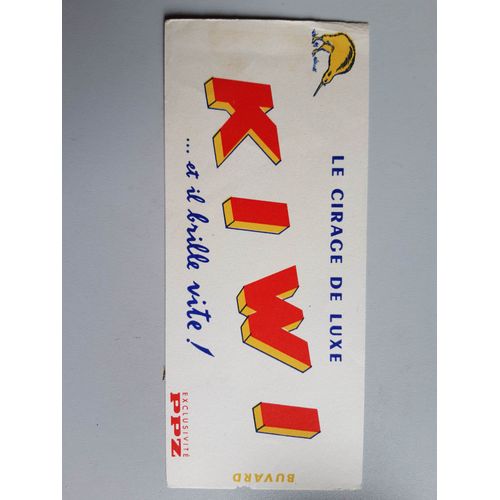 LE CIRAGE DE LUXE
KIWI
... et il brille vite !
EXCLUSIVITÉ
PPZ
BUVARD